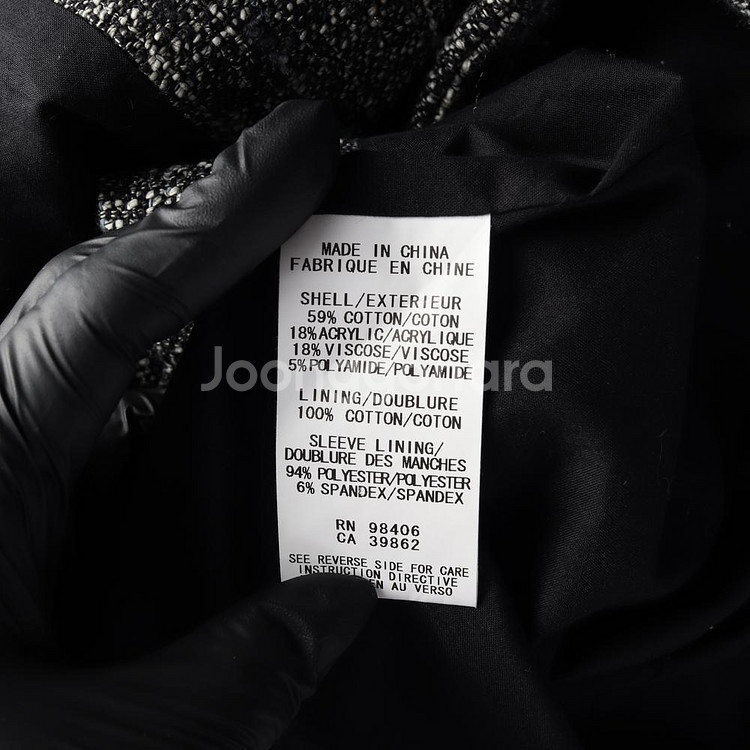 MADE IN CHINA
FABRIQUE EN CHINE
SHELL/EXTERIEUR
59% COTTON/COTON
18% ACRYLIC/ACRYLIQUE
18% VISCOSE/VISCOSE
5% POLYAMIDE/POLYAMIDE
LINING/DOUBLURE
100% COTTON/COTON
SLEEVE LINING/
DOUBLURE DES MANCHES
94% POLYESTER/POLYESTER
6% SPANDEX/SPANDEX
RN 98406
CA 39862
SEE REVERSE SIDE FOR CARE
INSTRUCTION DIRECTIVE
AU VERSO